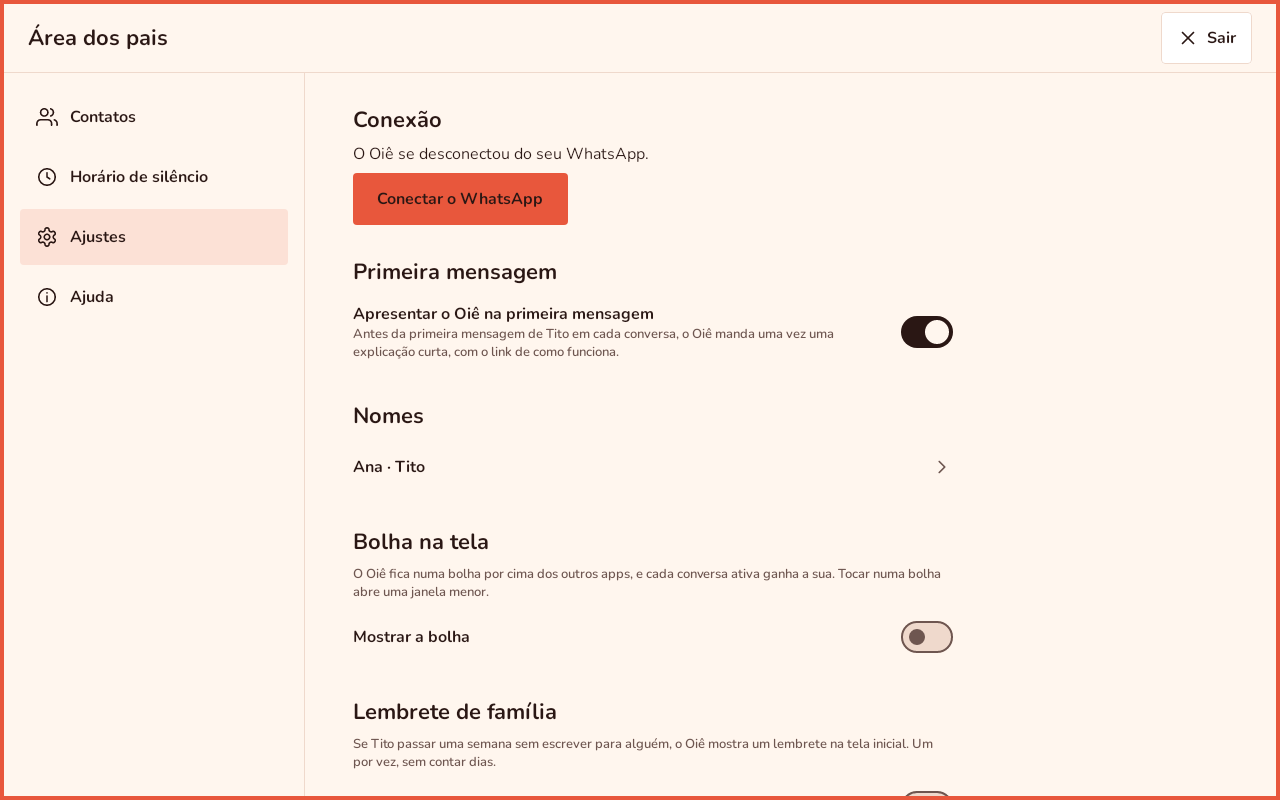 Área dos pais
Sair
Contatos
Horário de silêncio
Ajustes
Ajuda
Conexão
O Oiê se desconectou do seu WhatsApp.
Conectar o WhatsApp
Primeira mensagem
Apresentar o Oiê na primeira mensagem
Antes da primeira mensagem de Tito em cada conversa, o Oiê manda uma vez uma
explicação curta, com o link de como funciona.
Nomes
Ana · Tito
Bolha na tela
O Oiê fica numa bolha por cima dos outros apps, e cada conversa ativa ganha a sua. Tocar numa bolha
abre uma janela menor.
Mostrar a bolha
Lembrete de família
Se Tito passar uma semana sem escrever para alguém, o Oiê mostra um lembrete na tela inicial. Um
por vez, sem contar dias.